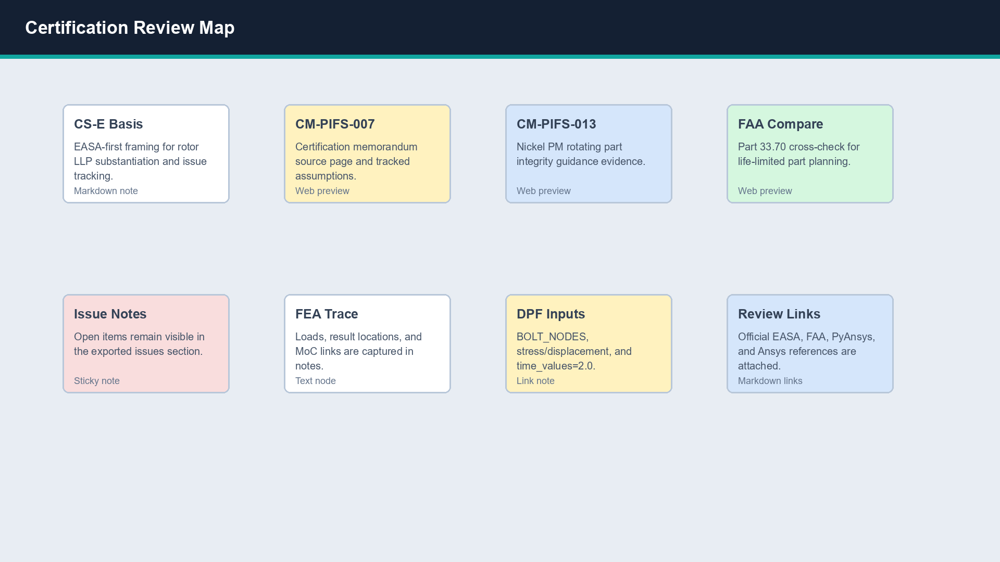 Certification Review Map
CS-E Basis
EASA-first framing for rotor
LLP substantiation and issue
tracking.
Markdown note
CM-PIFS-007
Certification memorandum
source page and tracked
assumptions.
Web preview
CM-PIFS-013
Nickel PM rotating part
integrity guidance evidence.
Web preview
FAA Compare
Part 33.70 cross-check for
life-limited part planning.
Web preview
Issue Notes
Open items remain visible in
the exported issues section.
Sticky note
FEA Trace
Loads, result locations, and
MoC links are captured in
notes.
Text node
DPF Inputs
BOLT_NODES,
stress/displacement, and
time_values=2.0.
Link note
Review Links
Official EASA, FAA, PyAnsys,
and Ansys references are
attached.
Markdown links